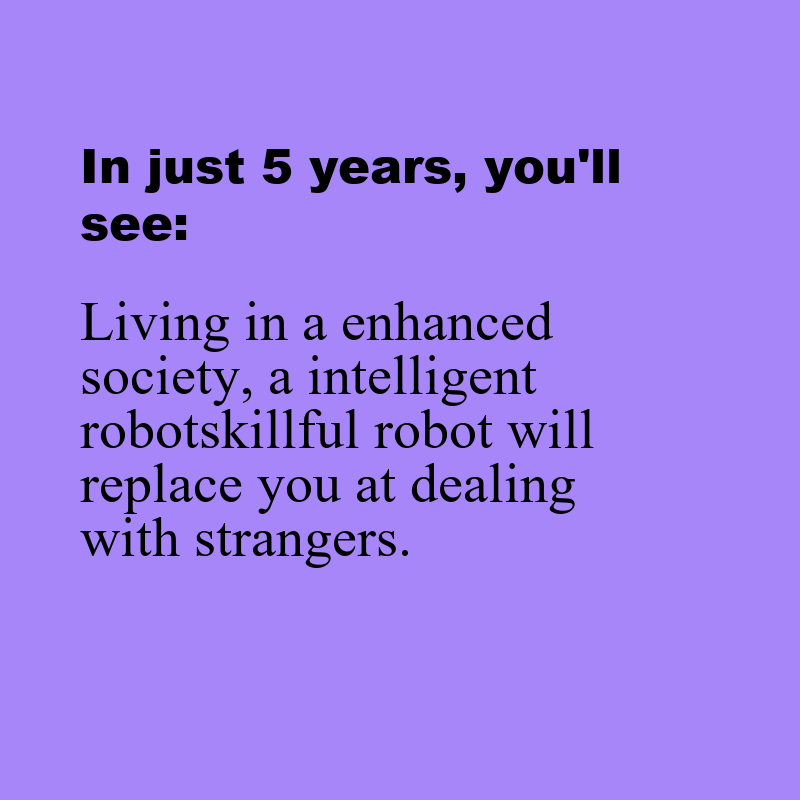 In just 5 years, you'll
see:
Living in a enhanced
society, a intelligent
robotskillful robot will
replace you at dealing
with strangers.